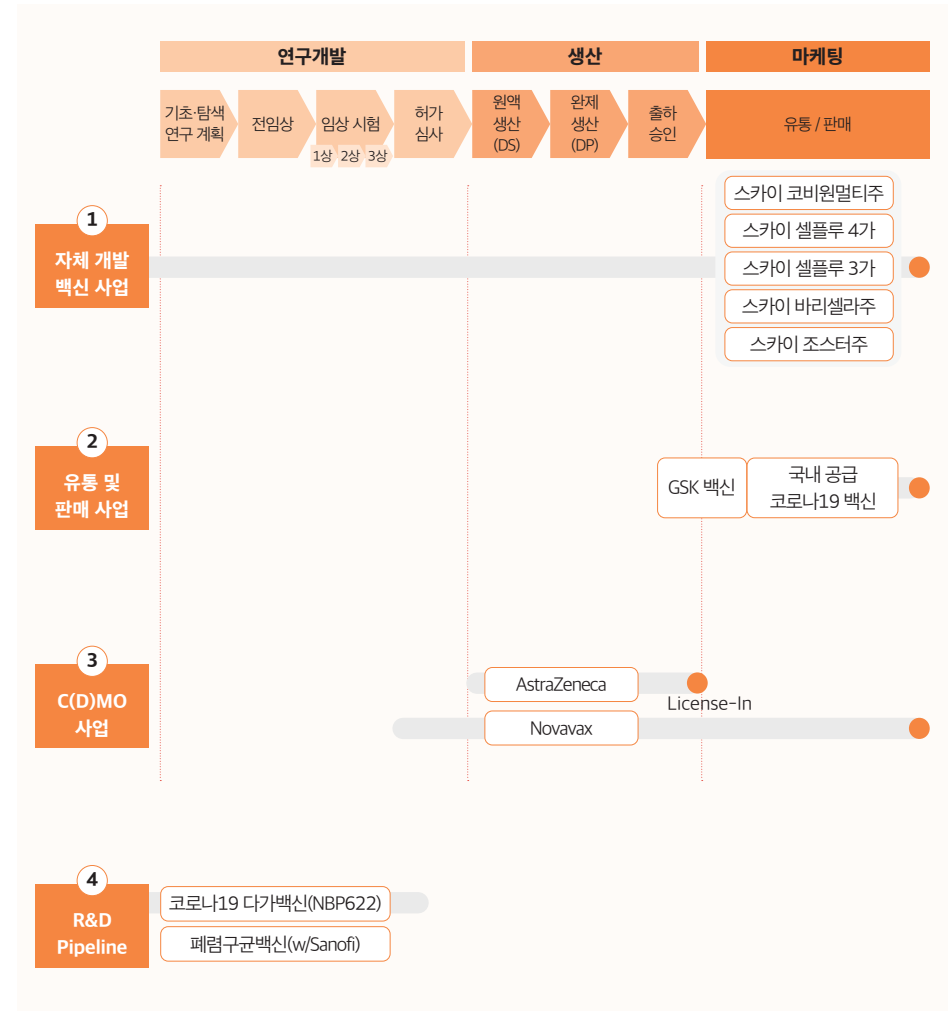 연구개발
생산
마케팅
기초·탐색
연구 계획
전임상
임상 시험
1상 2상 3상
허가
심사
원액
생산
(DS)
완제
생산
(DP)
출하
승인
유통 / 판매
1
자체 개발
백신 사업
스카이 코비원멀티주
스카이 셀플루 4가
스카이 셀플루 3가
스카이 바리셀라주
스카이 조스터주
2
유통 및
판매 사업
GSK 백신
국내 공급
코로나19 백신
3
C(D)MO
사업
AstraZeneca
License-In
Novavax
4
R&D
Pipeline
코로나19 다가백신(NBP622)
폐렴구균백신(w/Sanofi)